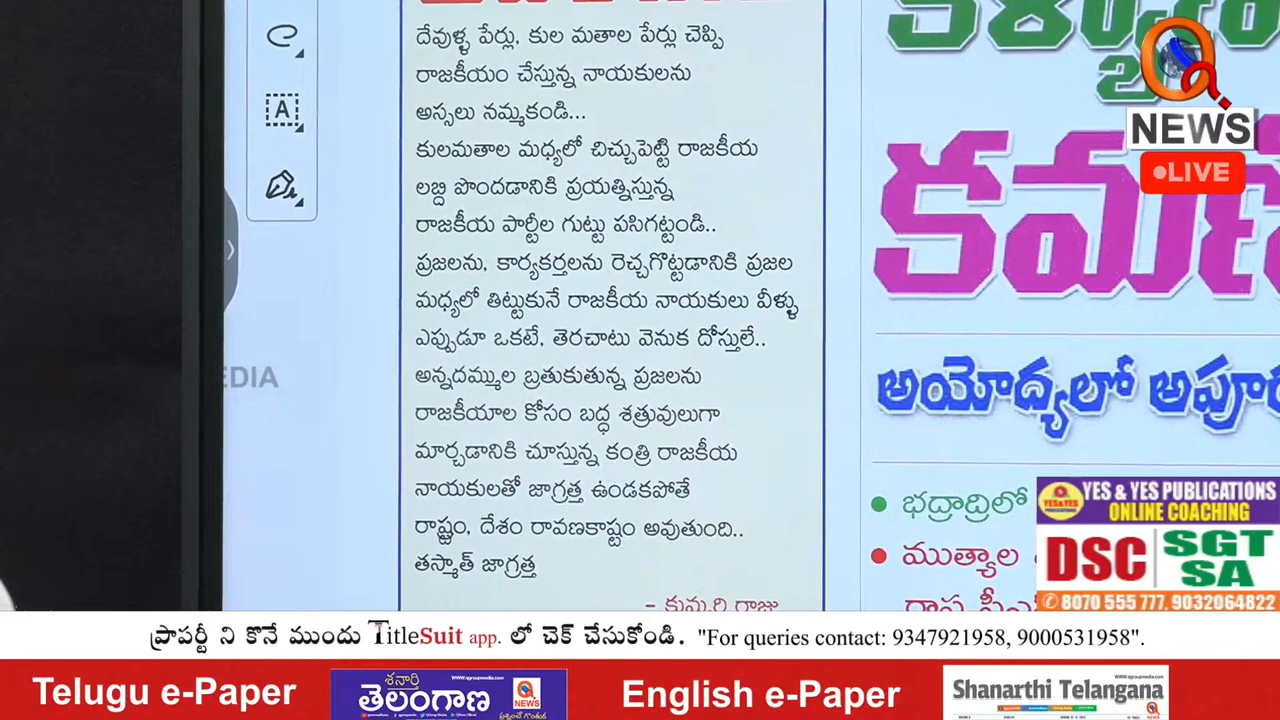 దేవుళ్ళ పేర్లు, కుల మతాల పేర్లు చెప్పి
రాజకీయం చేస్తున్న నాయకులను
అస్సలు నమ్మకండి...
కులమతాల మధ్యలో చిచ్చుపెట్టి రాజకీయ
లబ్ది పొందడానికి ప్రయత్నిస్తున్న
రాజకీయ పార్టీల గుట్టు పసిగట్టండి..
ప్రజలను, కార్యకర్తలను రెచ్చగొట్టడానికి ప్రజల
మధ్యలో తిట్టుకునే రాజకీయ నాయకులు వీళ్ళు
ఎప్పుడూ ఒకటే, తెరచాటు వెనుక దోస్తులే..
అన్నదమ్ముల బ్రతుకుతున్న ప్రజలను
రాజకీయాల కోసం బద్ధ శత్రువులుగా
మార్చడానికి చూస్తున్న కంత్రి రాజకీయ
నాయకులతో జాగ్రత్త ఉండకపోతే
రాష్ట్రం, దేశం రావణకాష్టం అవుతుంది..
తస్మాత్ జాగ్రత్త
- కుమ్మరి రాజు
EDIA
అయోధ్యలో
భద్రాద్రిలో
ముత్యాల
Q
NEWS
LIVE
YES & YES PUBLICATIONS
ONLINE COACHING
DSC SGT
SA
8070 555 777, 9032064822
ప్రాపర్టీ ని కొనే ముందు TitleSuit app. లో చెక్ చేసుకోండి. "For queries contact: 9347921958, 9000531958".
Telugu e-Paper
శనార్తి
తెలంగాణ
NEWS
English e-Paper
Shanarthi Telangana